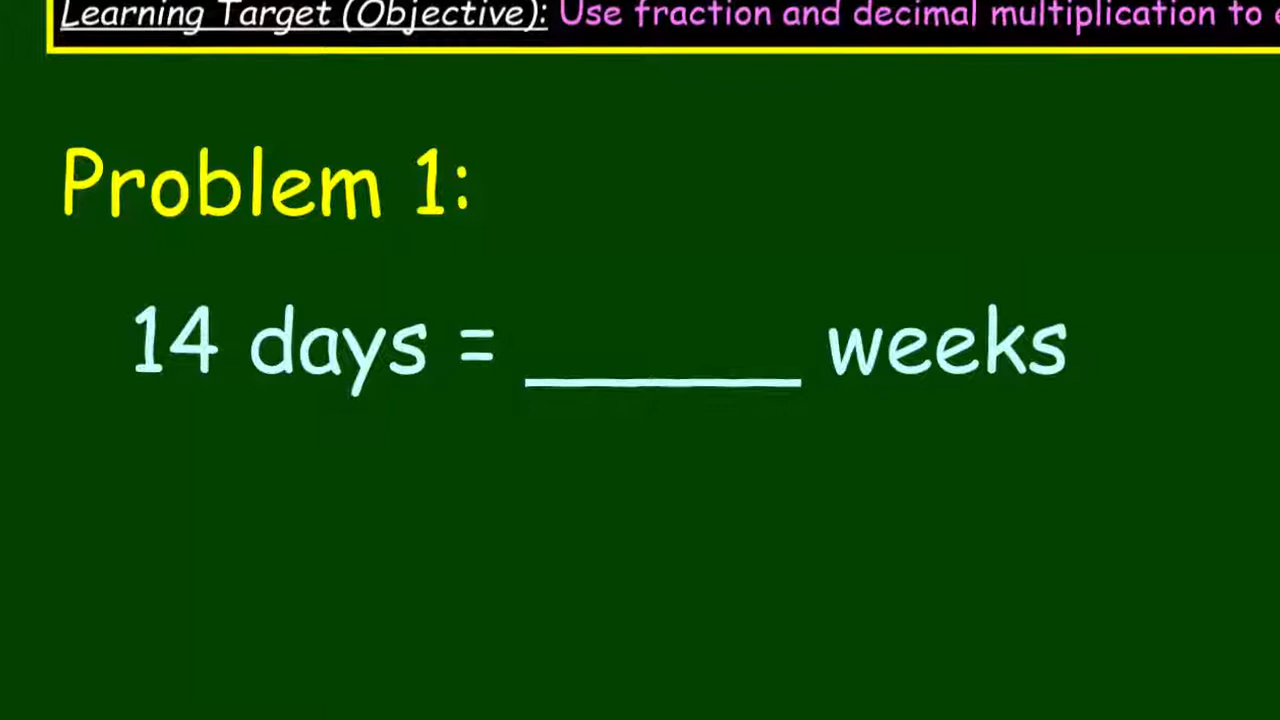 Learning Target (Objective): Use fraction and decimal multiplication to
Problem 1:
14 days = ______ weeks